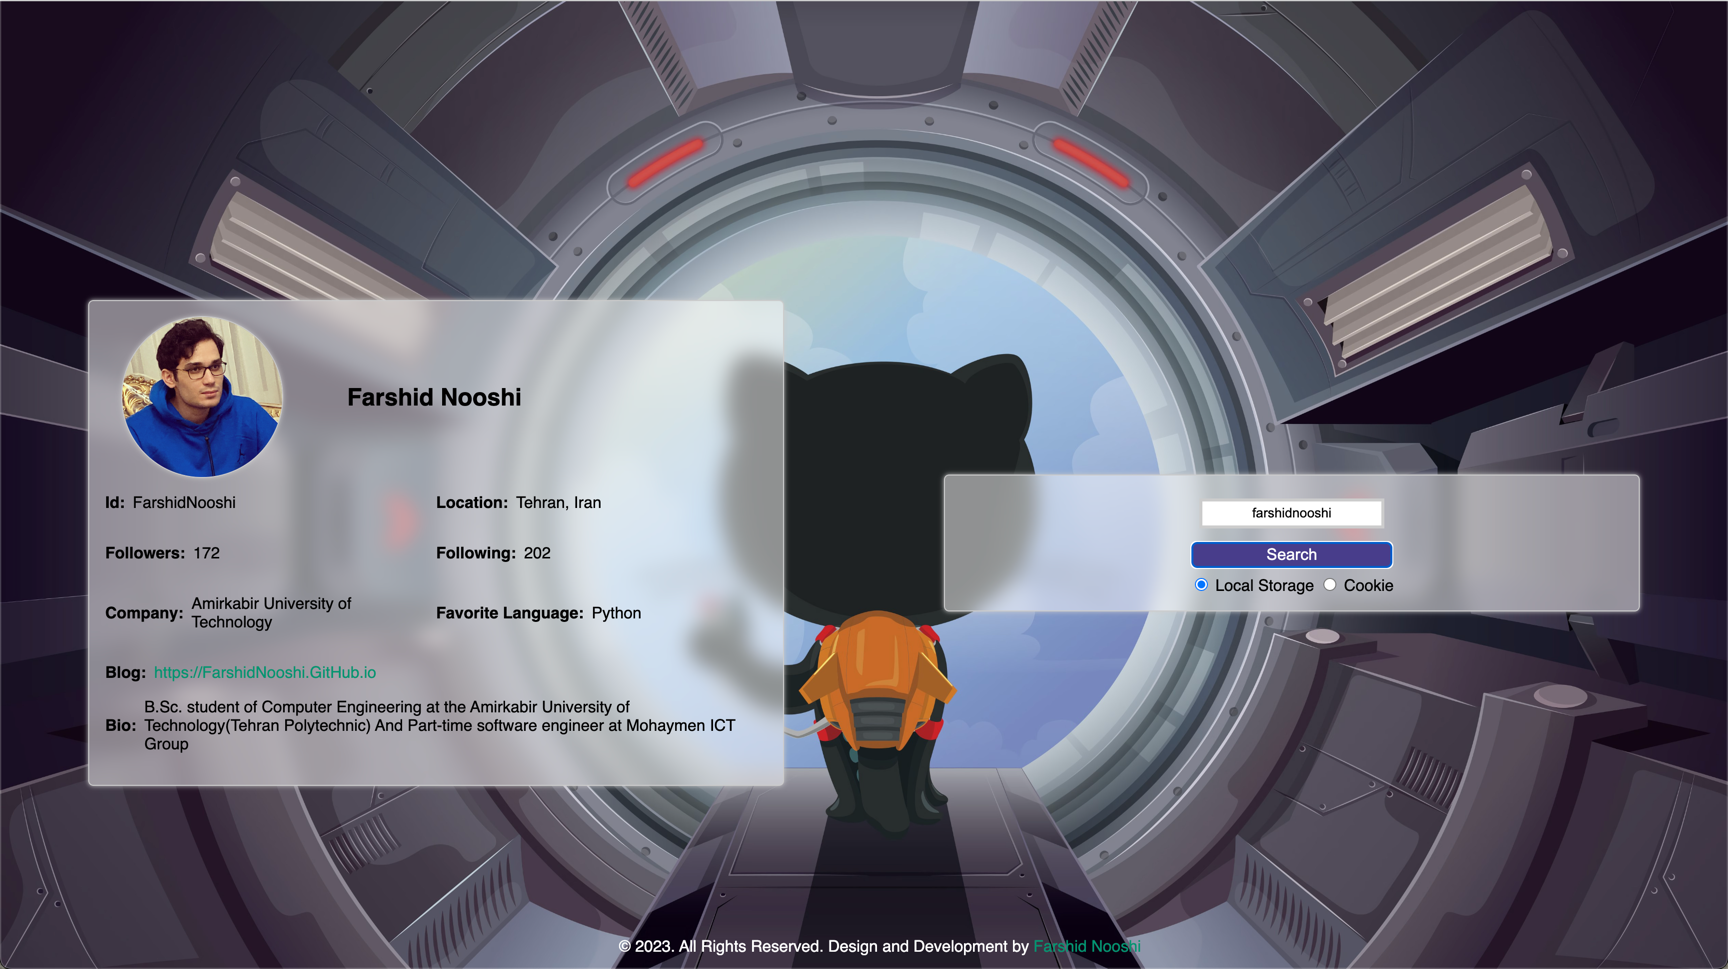 Farshid Nooshi
Id: FarshidNooshi
Location: Tehran, Iran
Followers: 172
Following: 202
Company: Amirkabir University of
Technology
Favorite Language: Python
Blog: https://FarshidNooshi.GitHub.io
Bio: B.Sc. student of Computer Engineering at the Amirkabir University of
Technology(Tehran Polytechnic) And Part-time software engineer at Mohaymen ICT
Group
farshidnooshi
Search
Local Storage
Cookie
© 2023. All Rights Reserved. Design and Development by Farshid Nooshi